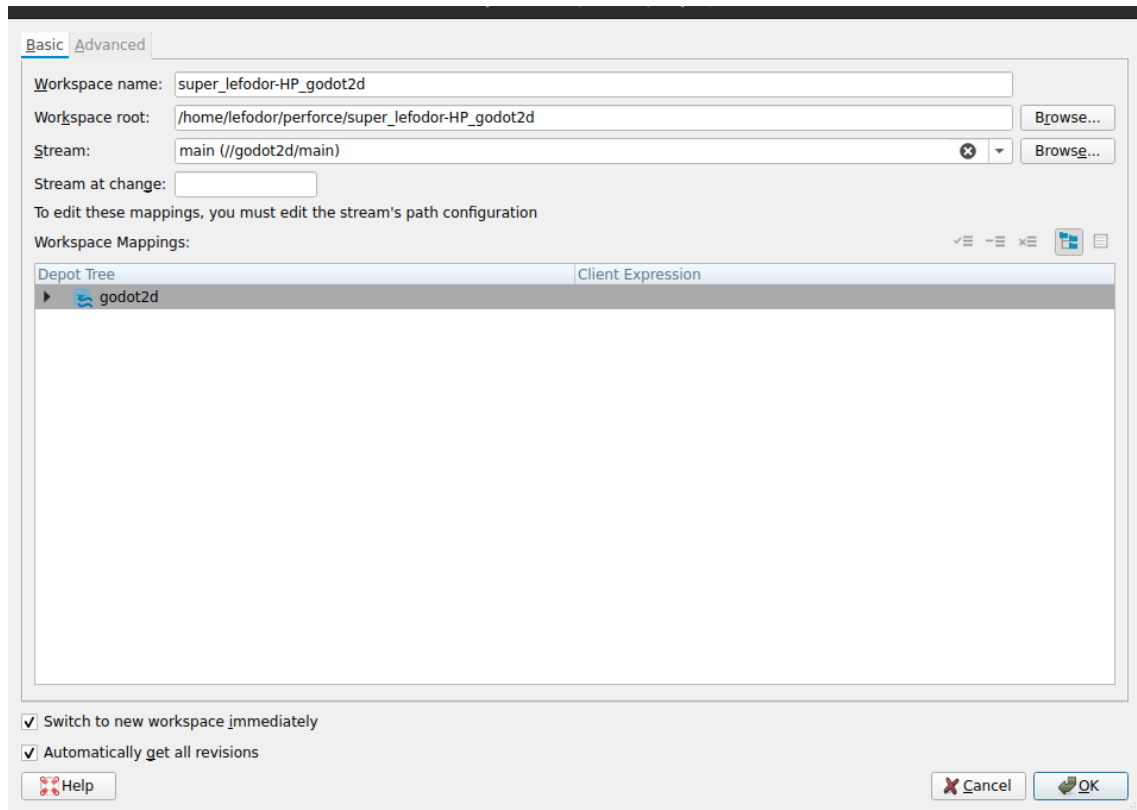 Basic Advanced
Workspace name: super_lefodor-HP_godot2d
Workspace root: /home/lefodor/perforce/super_lefodor-HP_godot2d Browse...
Stream: main (//godot2d/main) Browse...
Stream at change:
To edit these mappings, you must edit the stream's path configuration
Workspace Mappings:
Depot Tree Client Expression
godot2d
Switch to new workspace immediately
Automatically get all revisions
Help Cancel OK